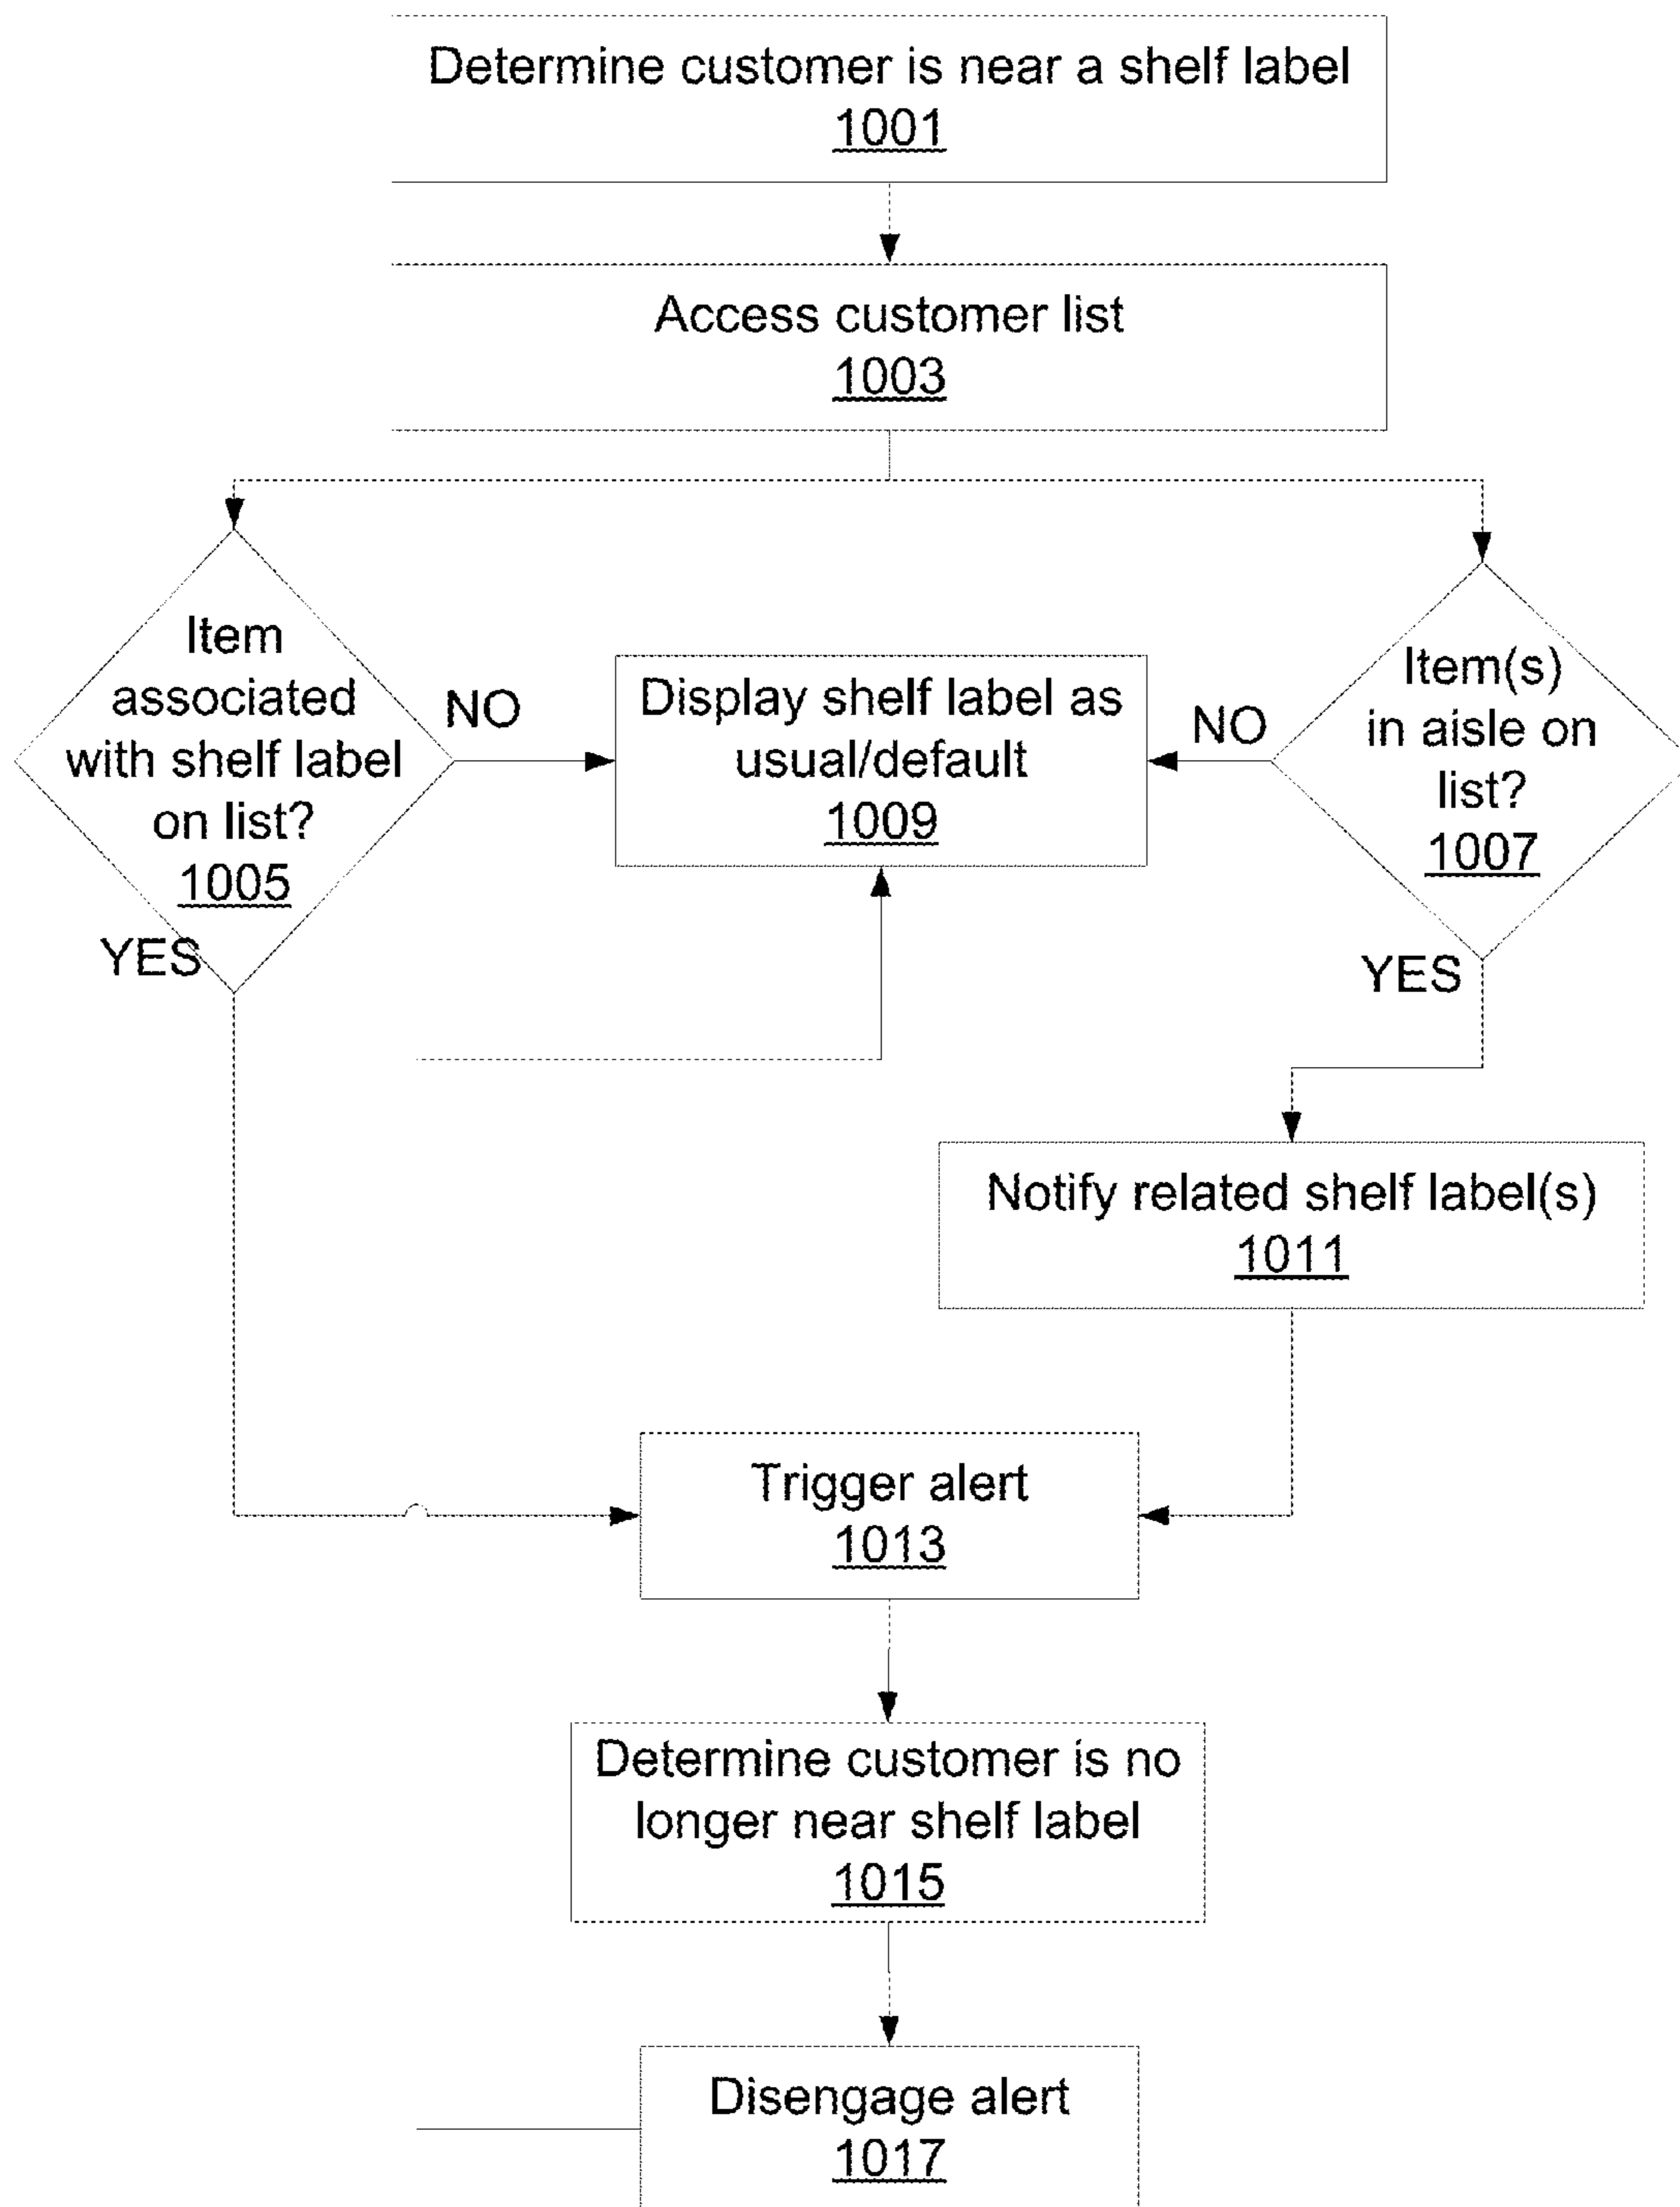 Determine customer is near a shelf label
1001
Access customer list
1003
Item
associated
with shelf label
on list?
1005
NO
YES
Display shelf label as
usual/default
1009
NO
Item(s)
in aisle on
list?
1007
YES
Notify related shelf label(s)
1011
Trigger alert
1013
Determine customer is no
longer near shelf label
1015
Disengage alert
1017